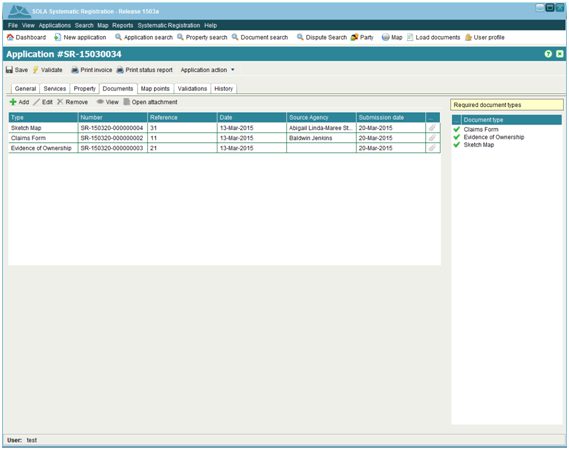 SOLA Systematic Registration - Release 1503a
File View Applications Search Map Reports Systematic Registration Help
Dashboard New application Application search Property search Document search Dispute Search Party Map Load documents User profile
Application #SR-15030034
Save Validate Print invoice Print status report Application action
General Services Property Documents Map points Validations History
Add Edit Remove View Open attachment
Required document types
Type Number Reference Date Source Agency Submission date ...
Sketch Map SR-150320-000000004 31 13-Mar-2015 Abigail Linda-Maree St... 20-Mar-2015
Claims Form SR-150320-000000002 11 13-Mar-2015 Baldwin Jenkins 20-Mar-2015
Evidence of Ownership SR-150320-000000003 21 13-Mar-2015 20-Mar-2015
... Document type
Claims Form
Evidence of Ownership
Sketch Map
User: test